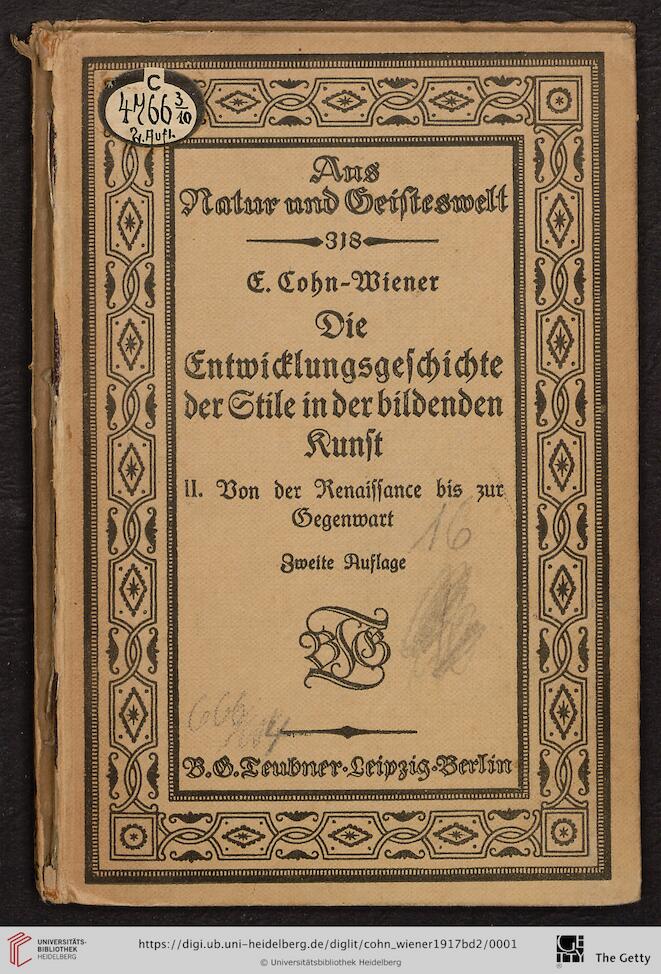 C
4766 3/10
2. Aufl.
Aus
Natur und Geisteswelt
318
E. Cohn-Wiener
Die
Entwicklungsgeschichte
der Stile in der bildenden
Kunst
II. Von der Renaissance bis zur
Gegenwart
16
Zweite Auflage
BTG
B. G. Teubner · Leipzig · Berlin
UNIVERSITÄTS-
BIBLIOTHEK
HEIDELBERG
https://digi.ub.uni-heidelberg.de/diglit/cohn_wiener1917bd2/0001
© Universitätsbibliothek Heidelberg
The Getty